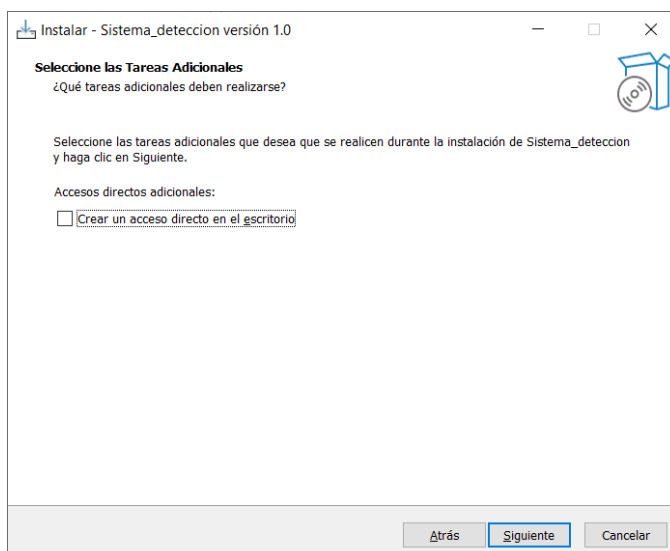 Instalar - Sistema_deteccion versión 1.0
Seleccione las Tareas Adicionales
¿Qué tareas adicionales deben realizarse?
Seleccione las tareas adicionales que desea que se realicen durante la instalación de Sistema_deteccion
y haga clic en Siguiente.
Accesos directos adicionales:
Crear un acceso directo en el escritorio
Atrás
Siguiente
Cancelar